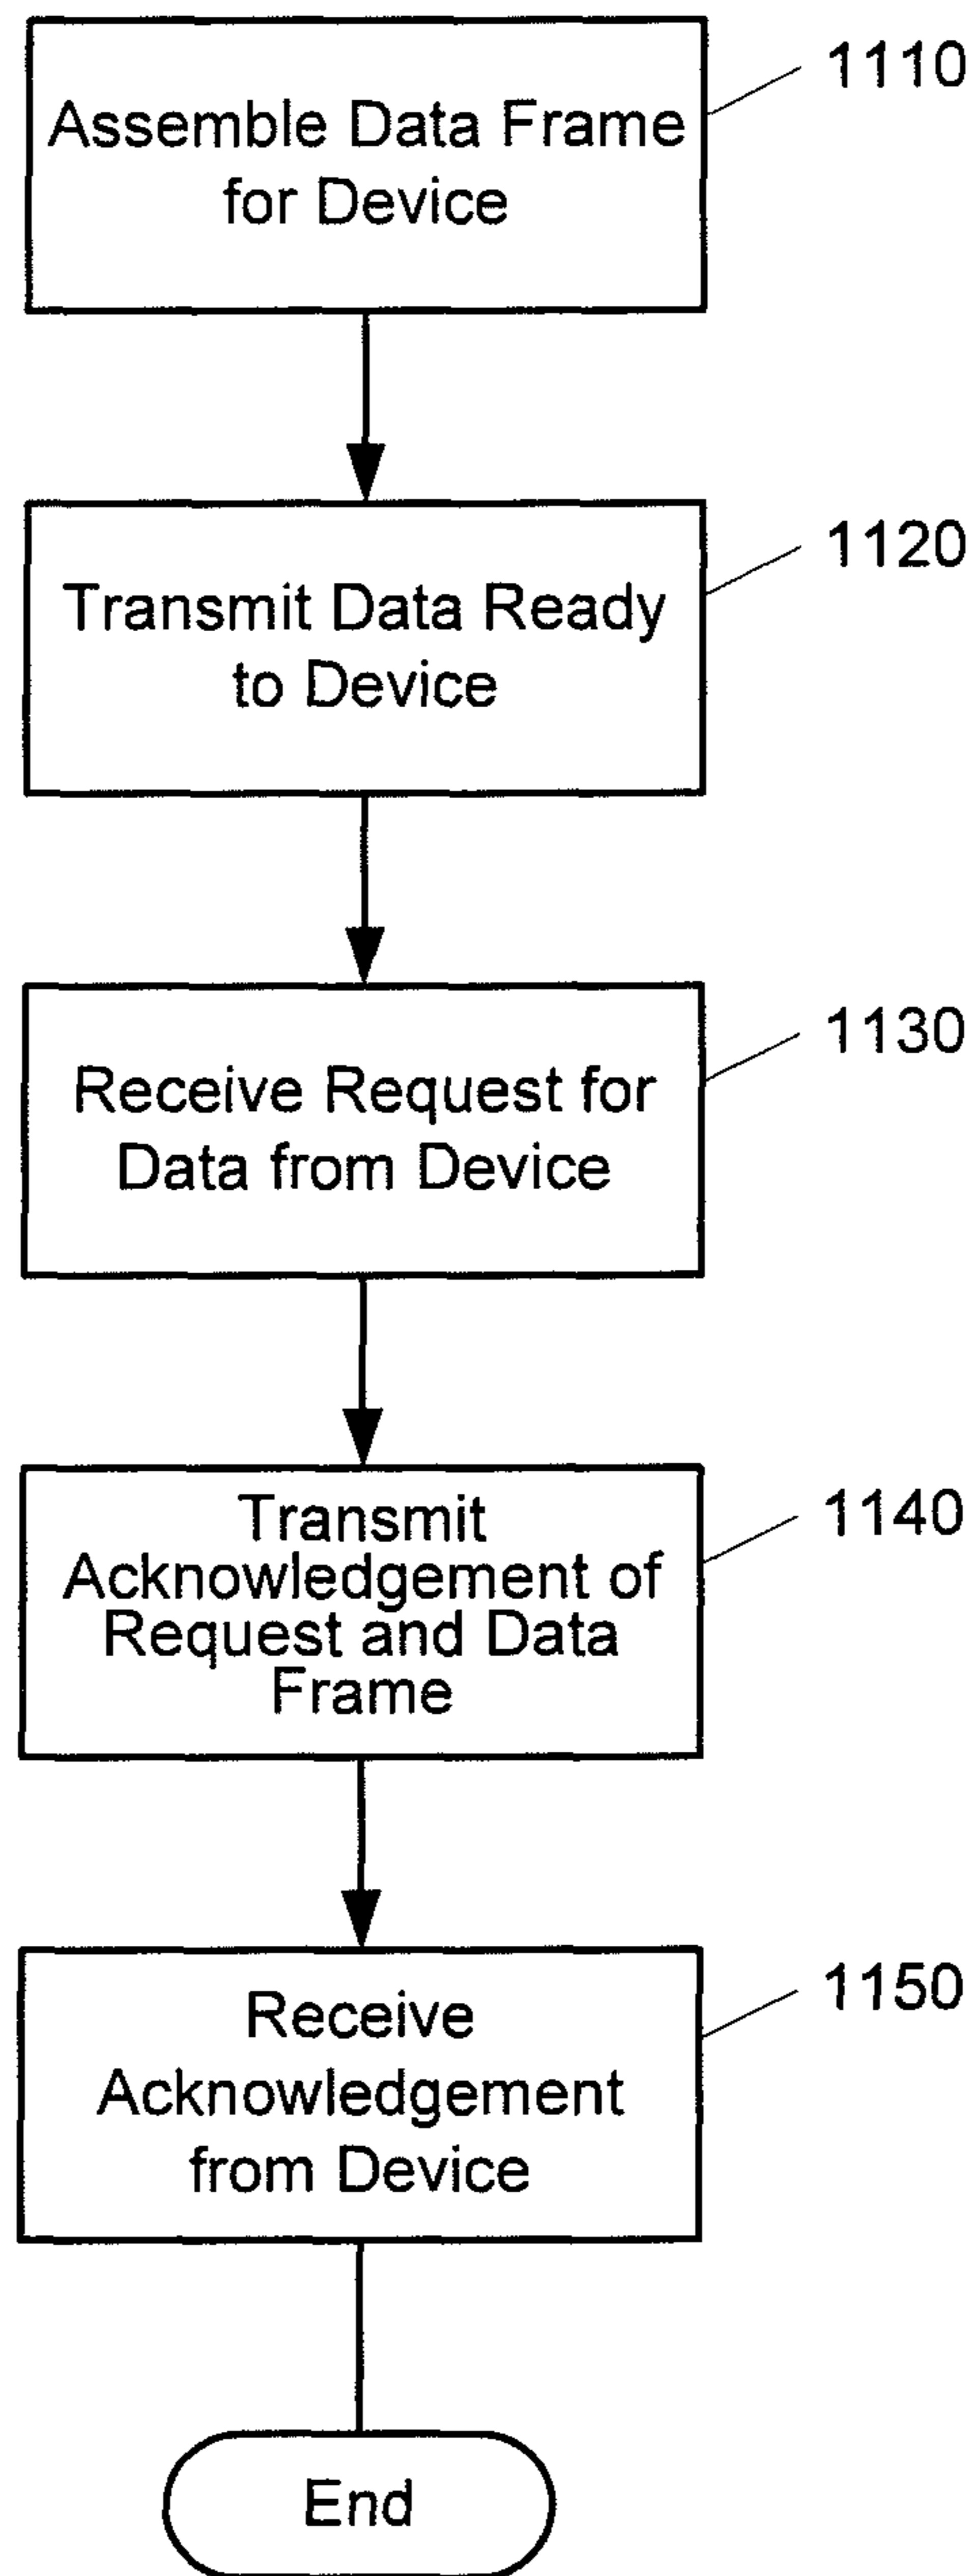 Assemble Data Frame
for Device
1110
Transmit Data Ready
to Device
1120
Receive Request for
Data from Device
1130
Transmit
Acknowledgement of
Request and Data
Frame
1140
Receive
Acknowledgement
from Device
1150
End